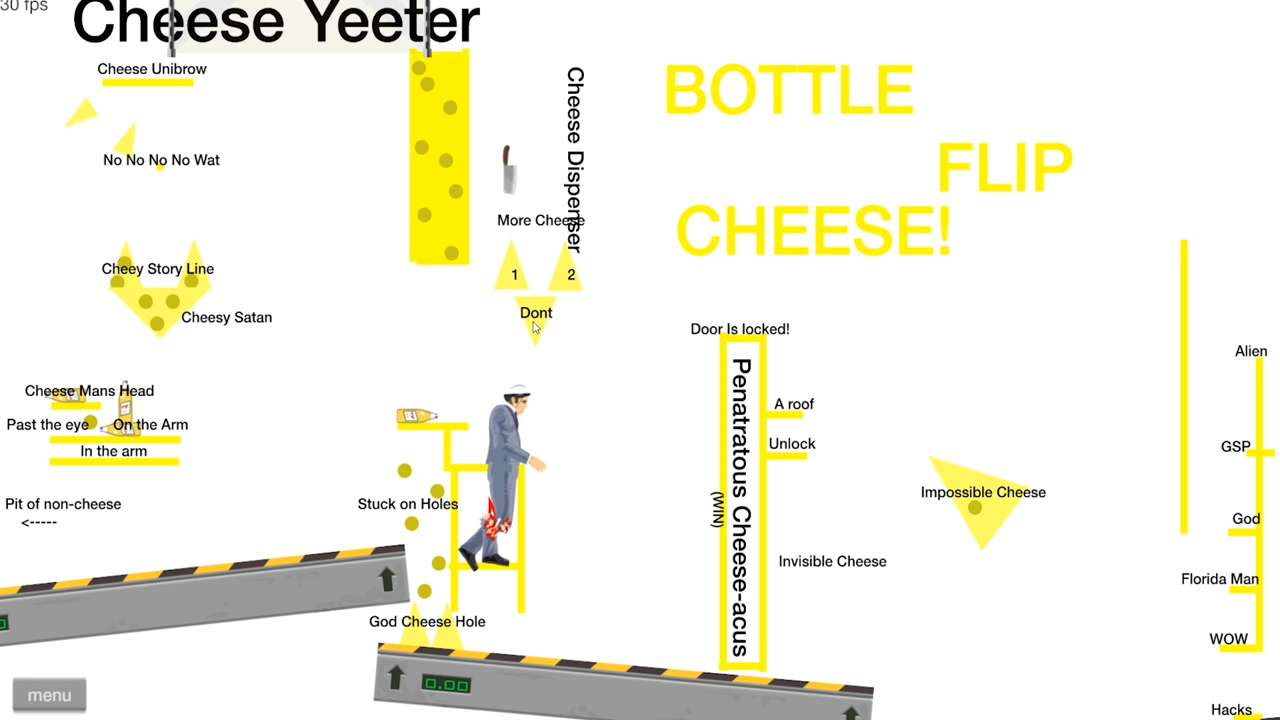 30 fps
Cheese Yeeter
Cheese Unibrow
No No No No Wat
Cheese Dispenser
More Cheese
1
2
Dont
BOTTLE
FLIP
CHEESE!
Cheey Story Line
Cheesy Satan
Door Is locked!
Penatratous Cheese-acus
(WIN)
A roof
Unlock
Alien
Cheese Mans Head
Past the eye
On the Arm
In the arm
GSP
Impossible Cheese
Pit of non-cheese
<-----
Stuck on Holes
God
Invisible Cheese
Florida Man
God Cheese Hole
WOW
0.00
menu
Hacks